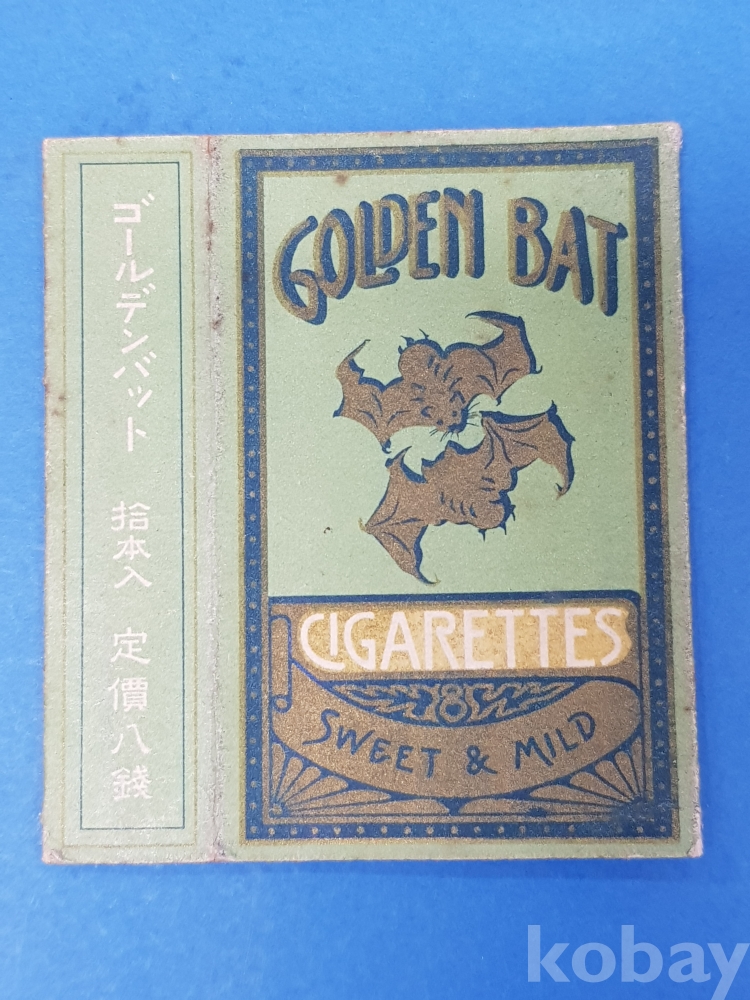 ゴールデンバット 拾本入 定價八錢
GOLDEN BAT
CIGARETTES
8
SWEET & MILD
kobay